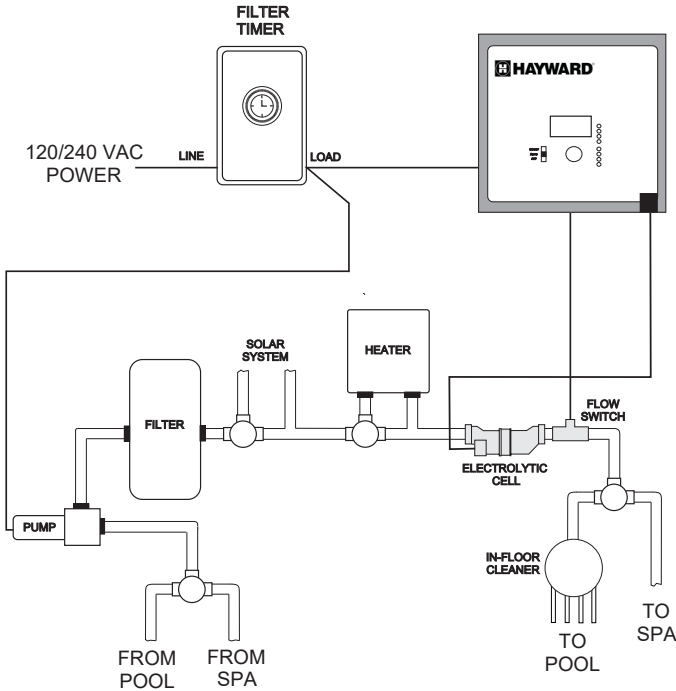 FILTER
TIMER
HAYWARD
120/240 VAC
POWER
LINE
LOAD
SOLAR
SYSTEM
HEATER
FILTER
FLOW
SWITCH
ELECTROLYTIC
CELL
PUMP
IN-FLOOR
CLEANER
TO
SPA
TO
POOL
FROM
POOL
FROM
SPA